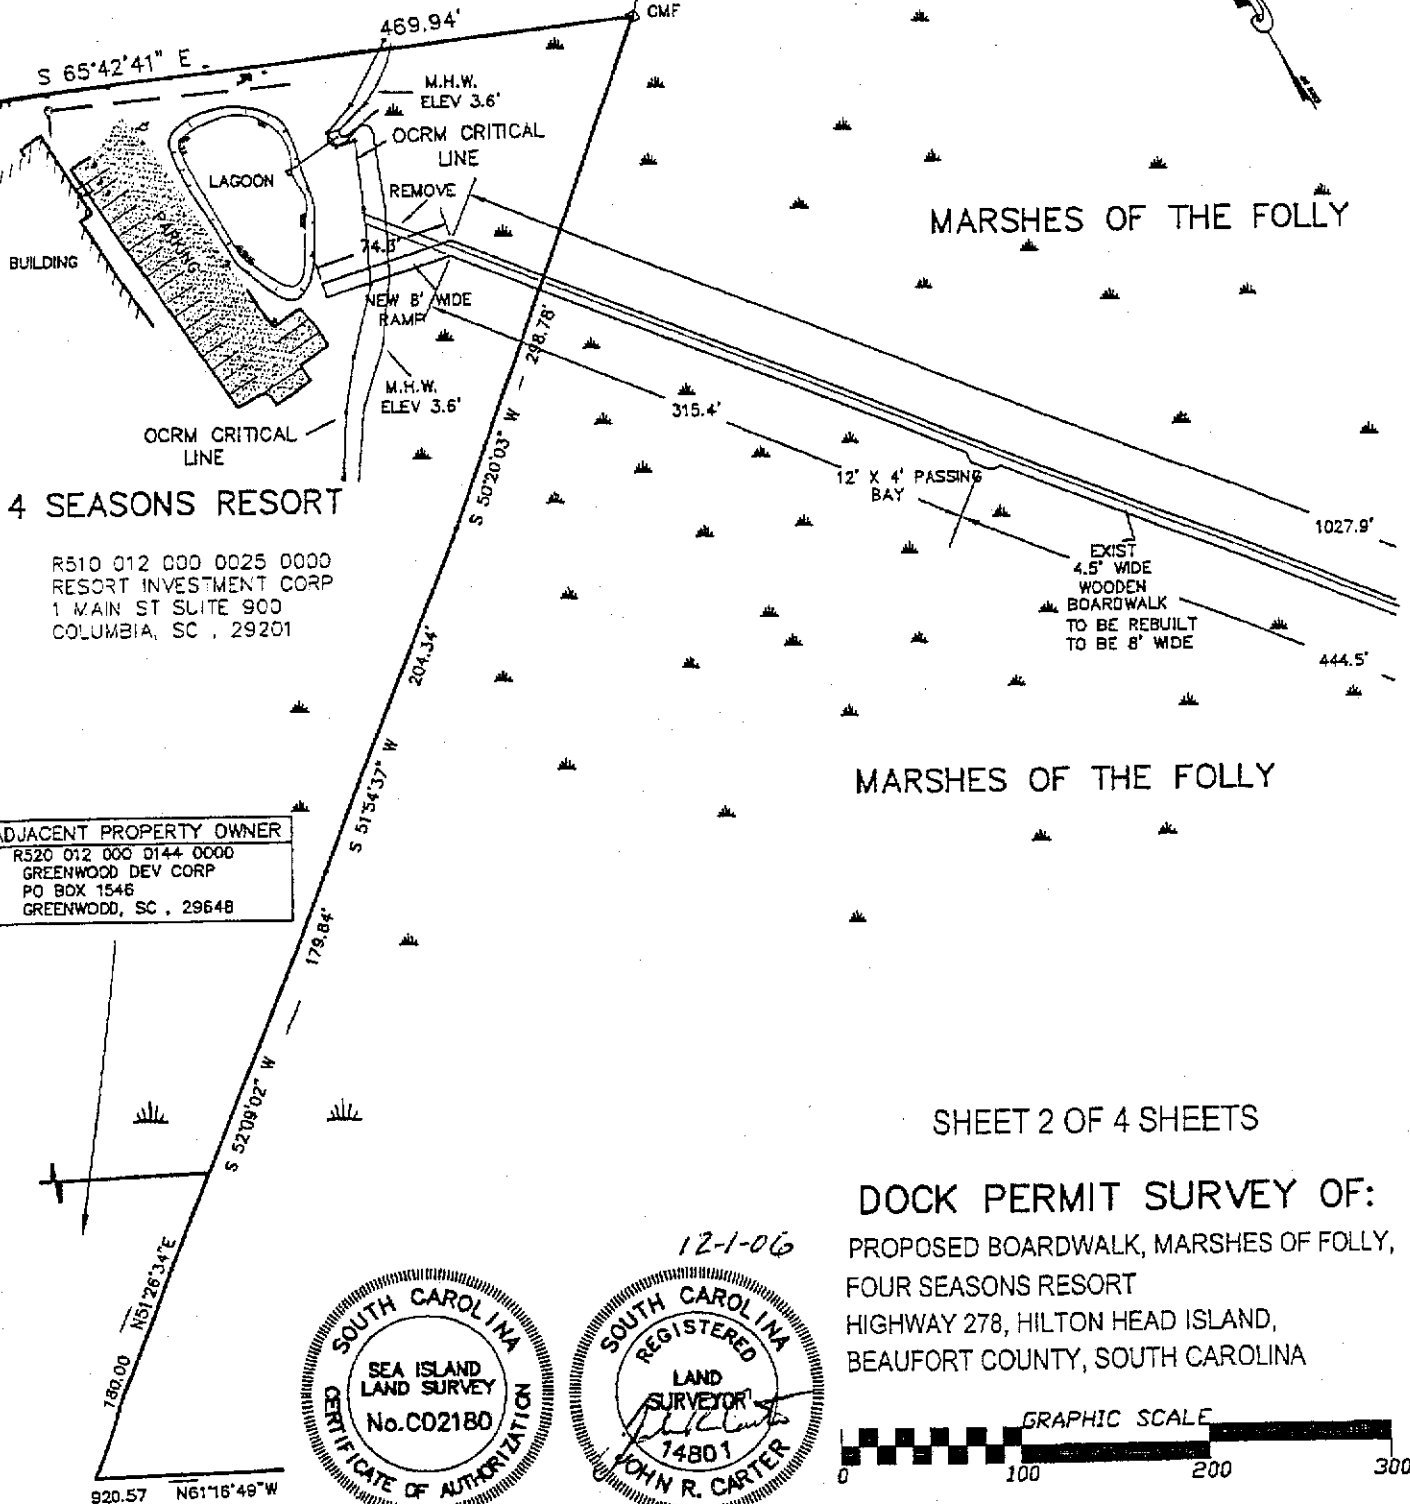 469.94'
CMF
S 65°42'41" E
M.H.W.
ELEV 3.6'
OCRM CRITICAL
LINE
LAGOON
REMOVE
PARKING
74.3'
BUILDING
NEW 8' WIDE
RAMP
MARSHES OF THE FOLLY
298.78'
M.H.W.
ELEV 3.6'
315.4'
OCRM CRITICAL
LINE
S 50°20'03" W
12' X 4' PASSING
BAY
4 SEASONS RESORT
1027.9'
R510 012 000 0025 0000
RESORT INVESTMENT CORP
1 MAIN ST SUITE 900
COLUMBIA, SC , 29201
EXIST
4.5' WIDE
WOODEN
BOARDWALK
TO BE REBUILT
TO BE 8' WIDE
444.5'
204.34'
S 51°54'37" W
MARSHES OF THE FOLLY
ADJACENT PROPERTY OWNER
R520 012 000 0144 0000
GREENWOOD DEV CORP
PO BOX 1546
GREENWOOD, SC , 29648
179.84'
S 52°09'02" W
N51°26'34"E
180.00
920.57 N61°16'49"W
SHEET 2 OF 4 SHEETS
DOCK PERMIT SURVEY OF:
PROPOSED BOARDWALK, MARSHES OF FOLLY,
FOUR SEASONS RESORT
HIGHWAY 278, HILTON HEAD ISLAND,
BEAUFORT COUNTY, SOUTH CAROLINA
12-1-06
SOUTH CAROLINA
SEA ISLAND
LAND SURVEY
No.C02180
CERTIFICATE OF AUTHORIZATION
SOUTH CAROLINA
REGISTERED
LAND
SURVEYOR
14801
JOHN R. CARTER
GRAPHIC SCALE
0 100 200 300